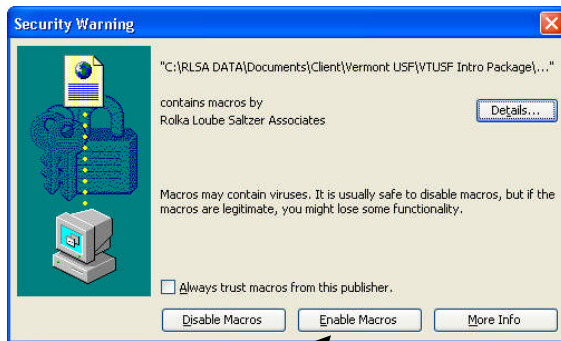 Security Warning
"C:\RLSA DATA\Documents\Client\Vermont USF\VTUSF Intro Package\..."
contains macros by
Rolka Loube Saltzer Associates
Details...
Macros may contain viruses. It is usually safe to disable macros, but if the
macros are legitimate, you might lose some functionality.
Always trust macros from this publisher.
Disable Macros
Enable Macros
More Info